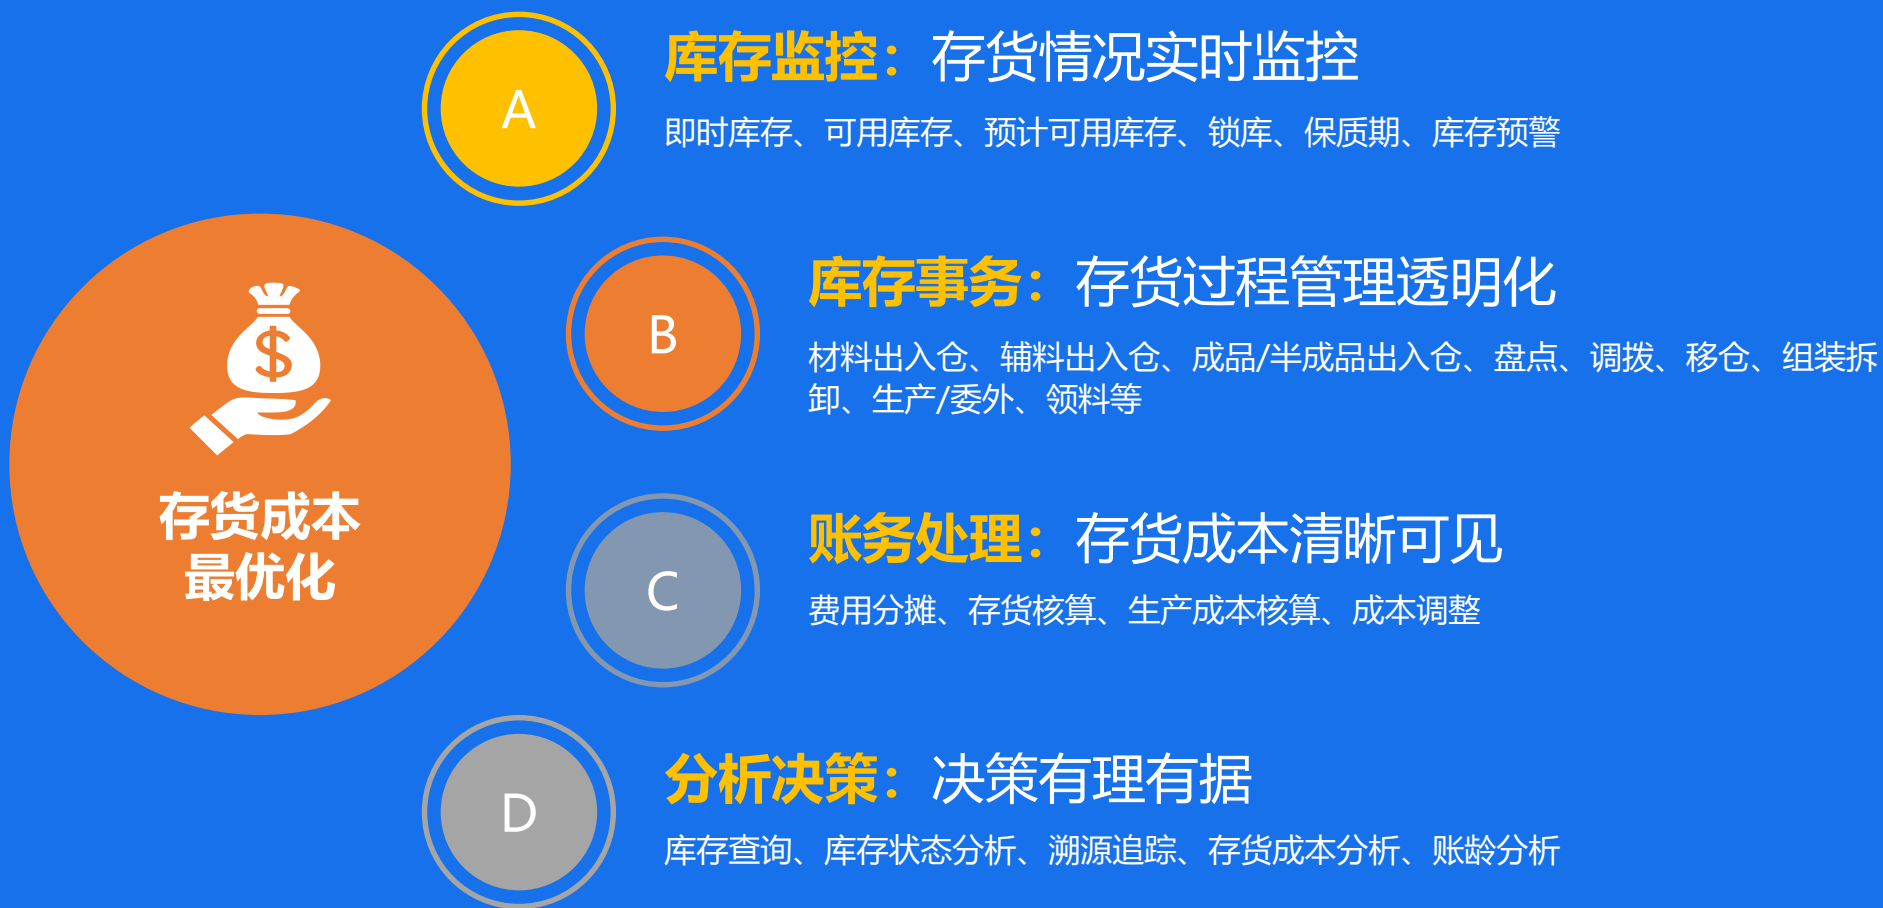 A
库存监控：存货情况实时监控
即时库存、可用库存、预计可用库存、锁库、保质期、库存预警
B
库存事务：存货过程管理透明化
材料出入仓、辅料出入仓、成品/半成品出入仓、盘点、调拨、移仓、组装拆
卸、生产/委外、领料等
$
存货成本
最优化
C
账务处理：存货成本清晰可见
费用分摊、存货核算、生产成本核算、成本调整
D
分析决策：决策有理有据
库存查询、库存状态分析、溯源追踪、存货成本分析、账龄分析